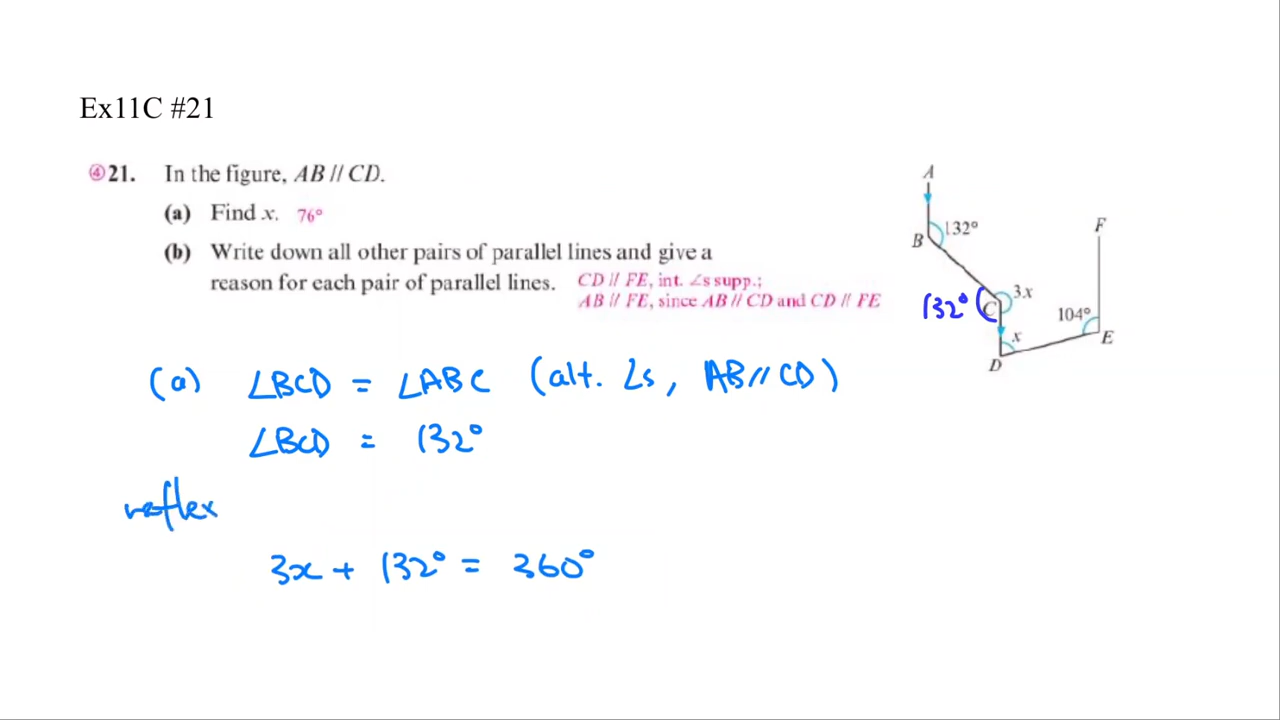 Ex11C #21
④21. In the figure, AB // CD.
(a) Find x. 76°
(b) Write down all other pairs of parallel lines and give a
reason for each pair of parallel lines. CD // FE, int. ∠s supp.;
AB // FE, since AB // CD and CD // FE
A
132°
B
F
3x
132°
C
104°
x
E
D
(a) ∠BCD = ∠ABC (alt. ∠s, AB // CD)
∠BCD = 132°
reflex
3x + 132° = 360°